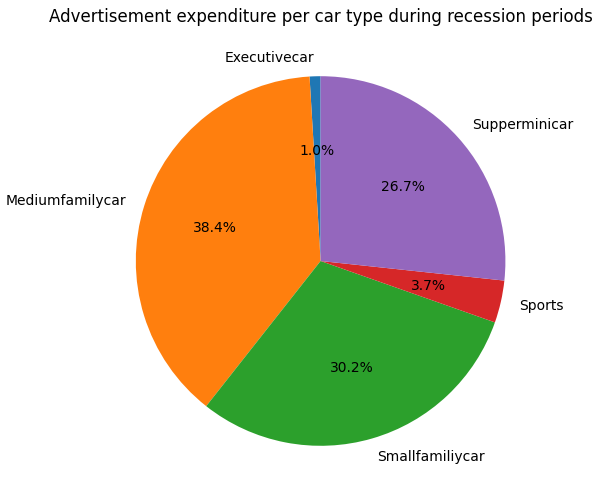 Advertisement expenditure per car type during recession periods
Executivecar
1.0%
Supperminicar
26.7%
Mediumfamilycar
38.4%
Sports
3.7%
30.2%
Smallfamiliycar